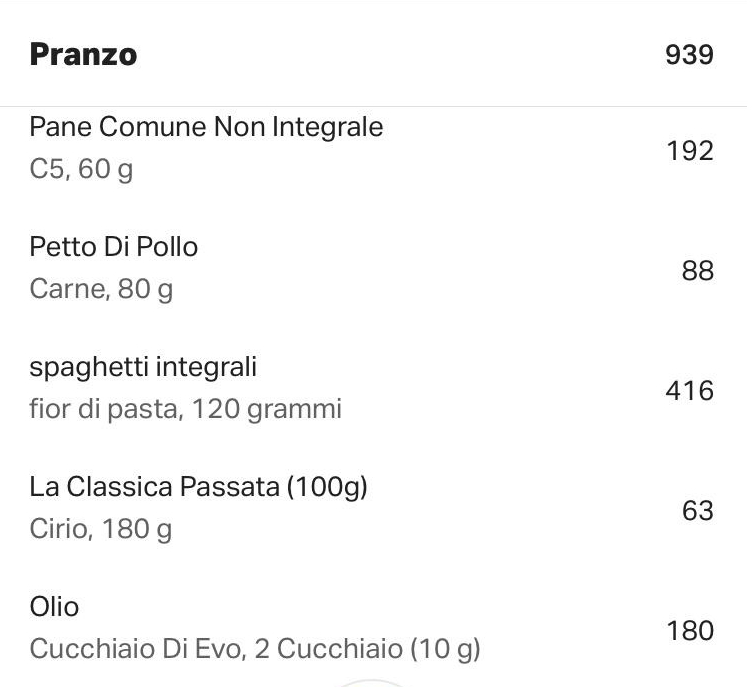 Pranzo 939
Pane Comune Non Integrale
C5, 60 g
192
Petto Di Pollo
Carne, 80 g
88
spaghetti integrali
fior di pasta, 120 grammi
416
La Classica Passata (100g)
Cirio, 180 g
63
Olio
Cucchiaio Di Evo, 2 Cucchiaio (10 g)
180